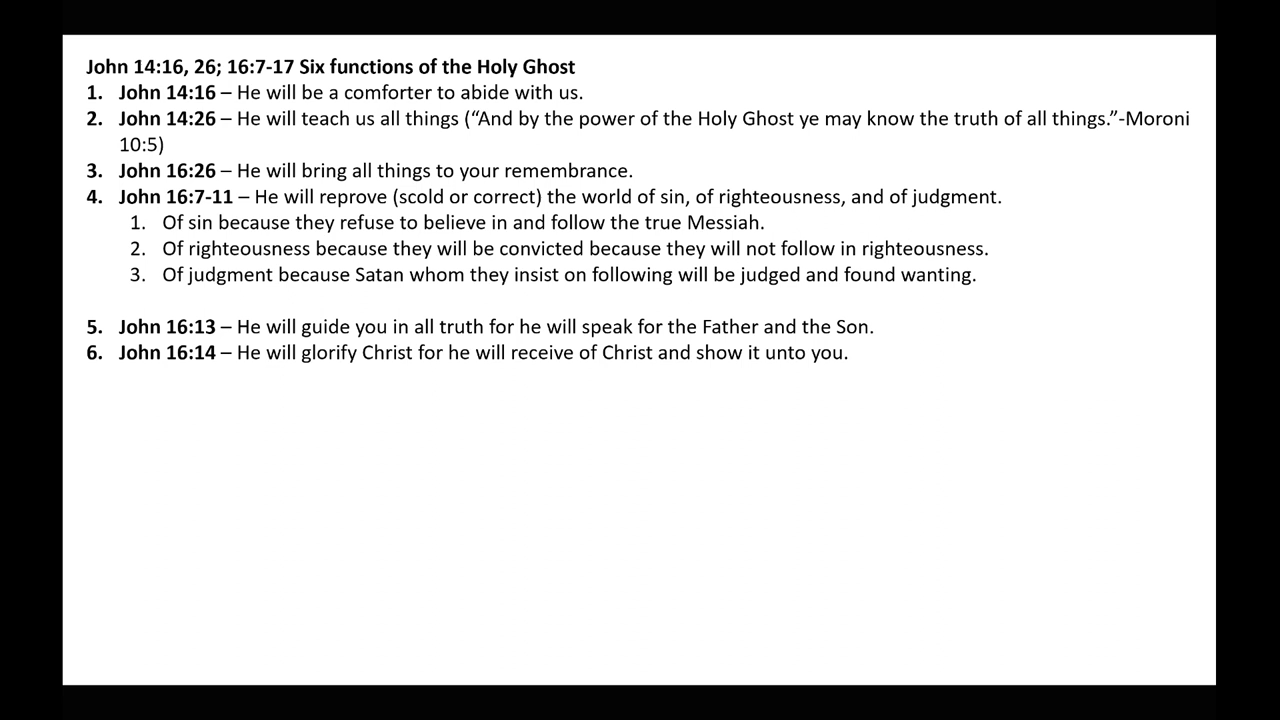 John 14:16, 26; 16:7-17 Six functions of the Holy Ghost
1. John 14:16 – He will be a comforter to abide with us.
2. John 14:26 – He will teach us all things (“And by the power of the Holy Ghost ye may know the truth of all things.”-Moroni
10:5)
3. John 16:26 – He will bring all things to your remembrance.
4. John 16:7-11 – He will reprove (scold or correct) the world of sin, of righteousness, and of judgment.
1. Of sin because they refuse to believe in and follow the true Messiah.
2. Of righteousness because they will be convicted because they will not follow in righteousness.
3. Of judgment because Satan whom they insist on following will be judged and found wanting.
5. John 16:13 – He will guide you in all truth for he will speak for the Father and the Son.
6. John 16:14 – He will glorify Christ for he will receive of Christ and show it unto you.